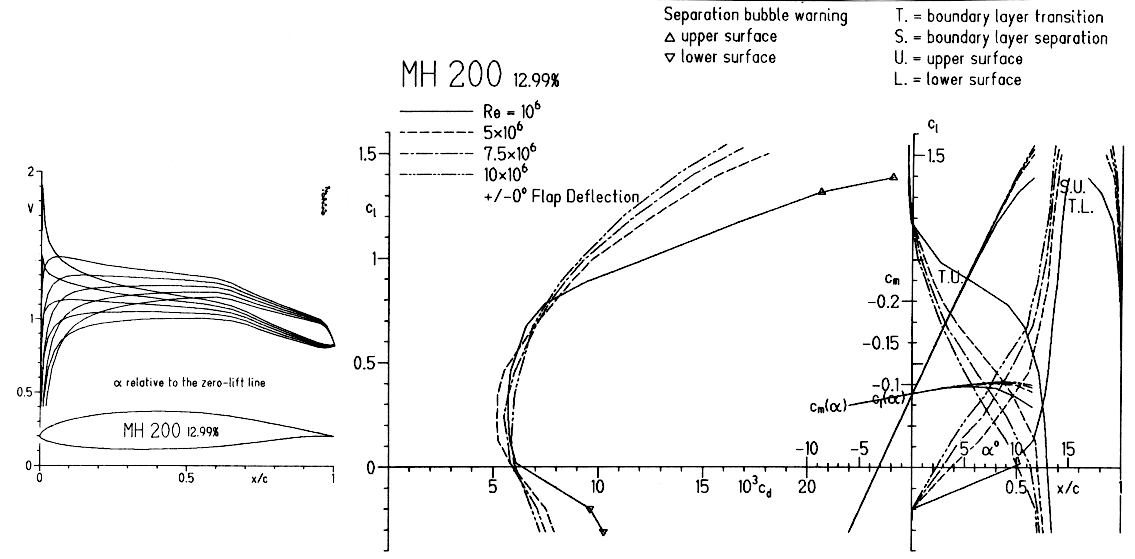 Separation bubble warning
△ upper surface
▽ lower surface
T. = boundary layer transition
S. = boundary layer separation
U. = upper surface
L. = lower surface
MH 200 12.99%
Re = 10⁶
5×10⁶
7.5×10⁶
10×10⁶
+/-0° Flap Deflection
2
V
1
0.5
0
α relative to the zero-lift line
MH 200 12.99%
0 0.5 x/c 1
1.5
c_l
1
0.5
0
5 10 15 10³c_d 20
c_l
1.5
S.U.
T.L.
T.U.
c_m
-0.2
-0.15
-0.1
c_m(α) c_l(α)
-10 -5 5 α° 10 15
0.5 x/c 1